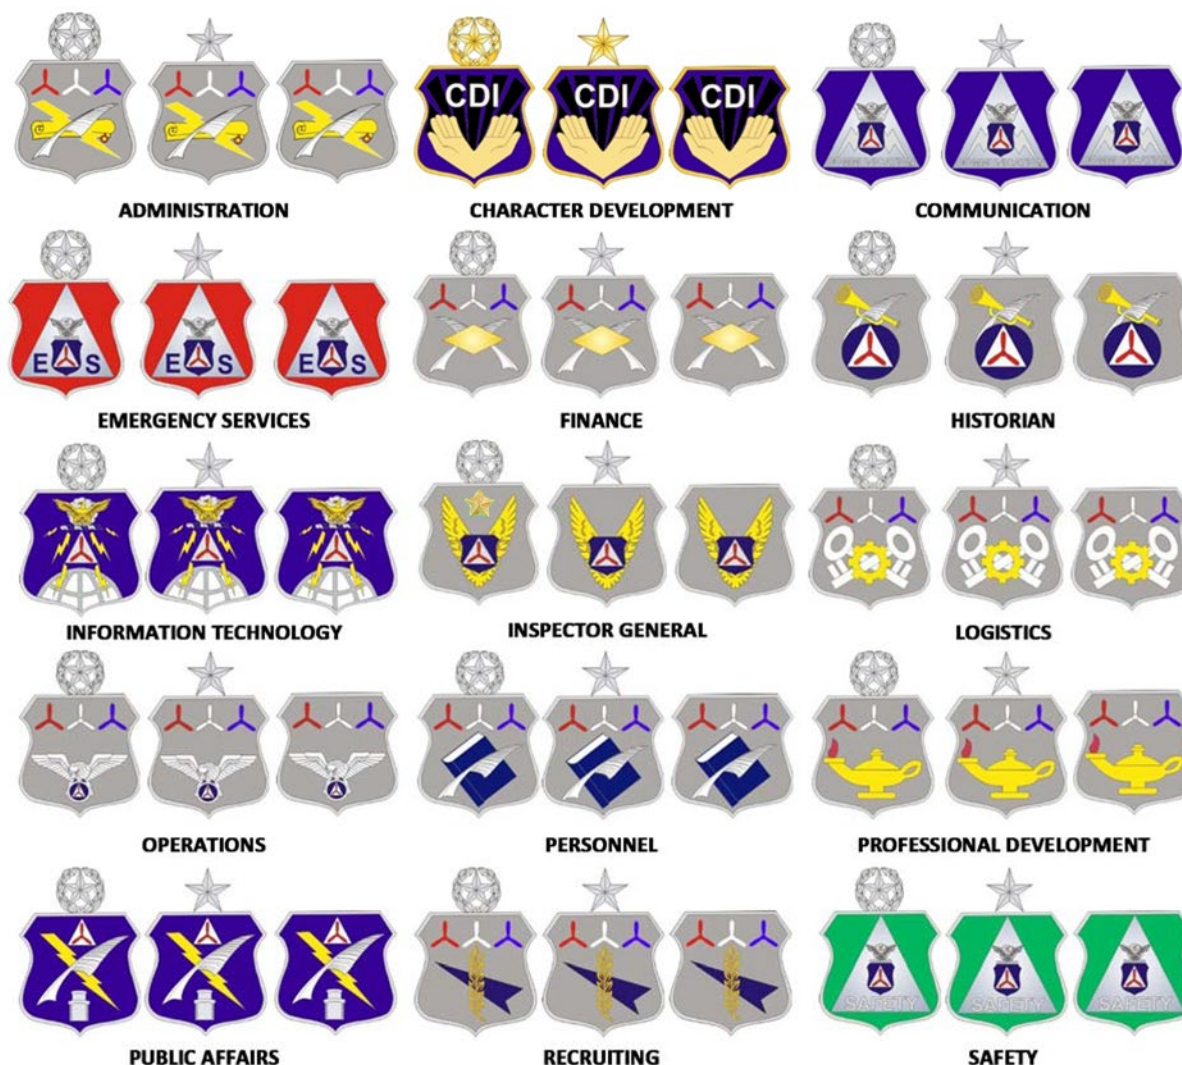 CDI CDI CDI
ADMINISTRATION
CHARACTER DEVELOPMENT
COMMUNICATION
E S E S E S
EMERGENCY SERVICES
FINANCE
HISTORIAN
INFORMATION TECHNOLOGY
INSPECTOR GENERAL
LOGISTICS
OPERATIONS
PERSONNEL
PROFESSIONAL DEVELOPMENT
SAFETY SAFETY SAFETY
PUBLIC AFFAIRS
RECRUITING
SAFETY